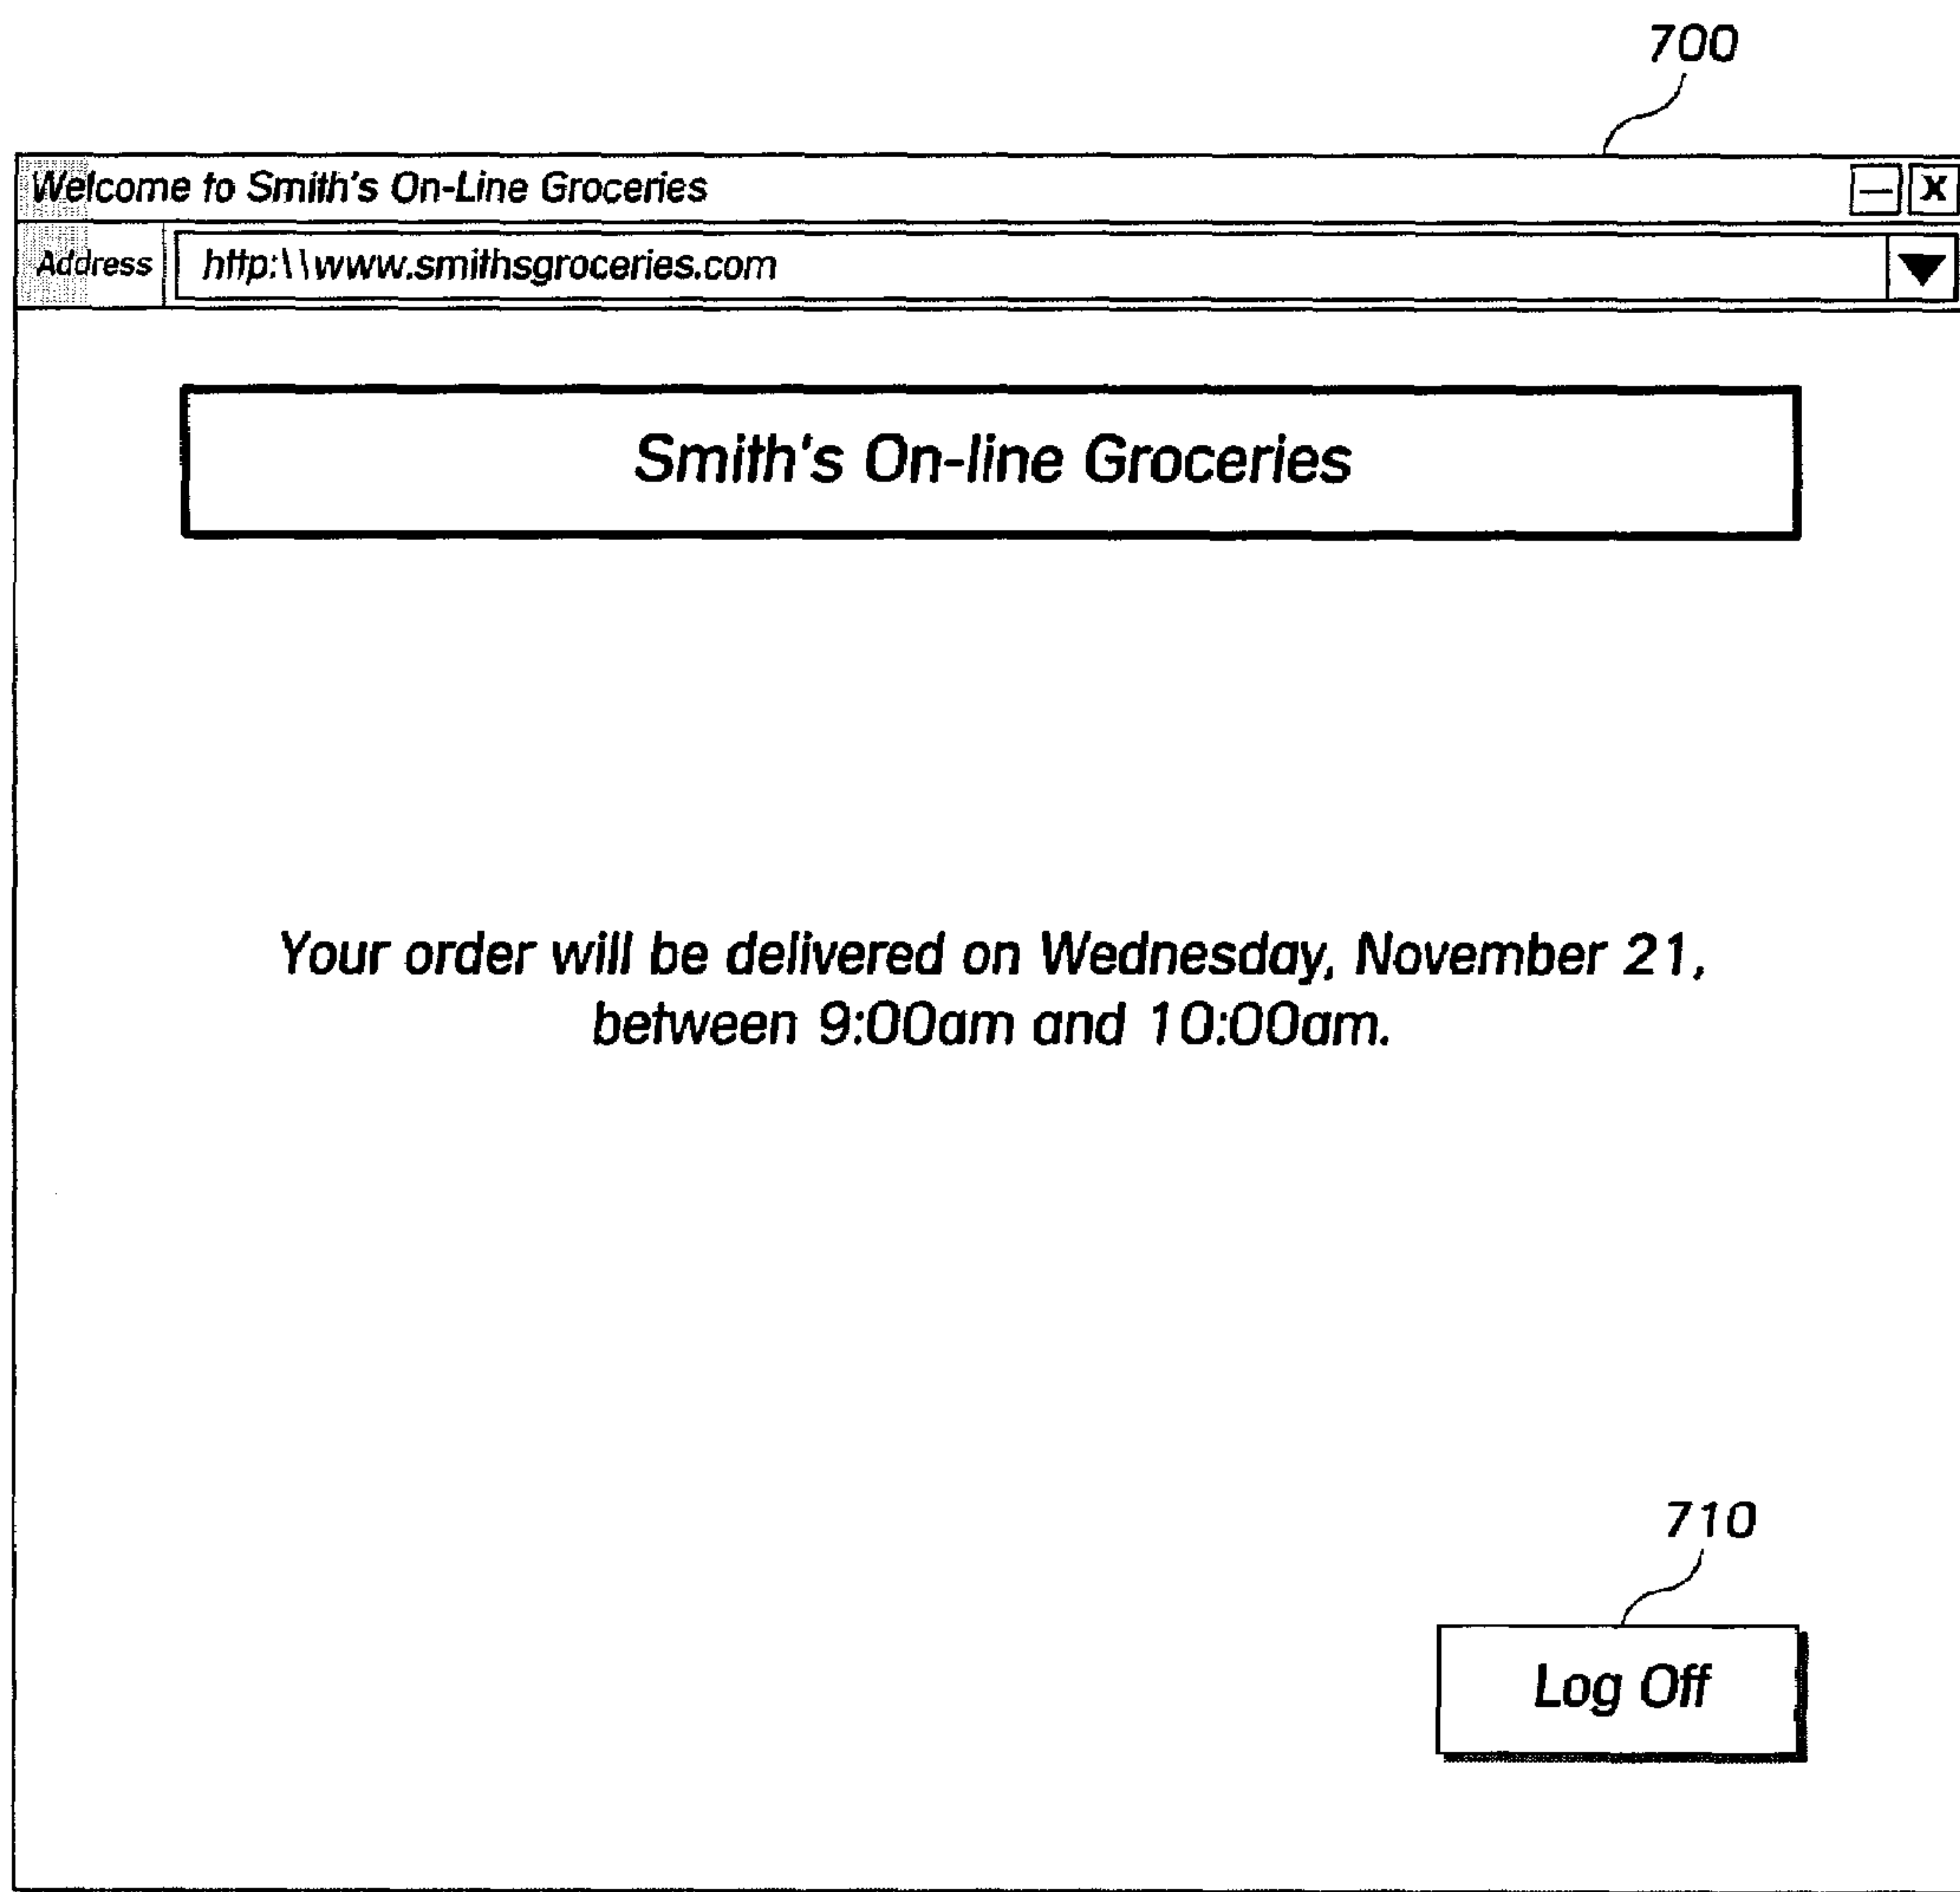 700
Welcome to Smith's On-Line Groceries
X
Address http:\\www.smithsgroceries.com
Smith's On-line Groceries
Your order will be delivered on Wednesday, November 21,
between 9:00am and 10:00am.
710
Log Off